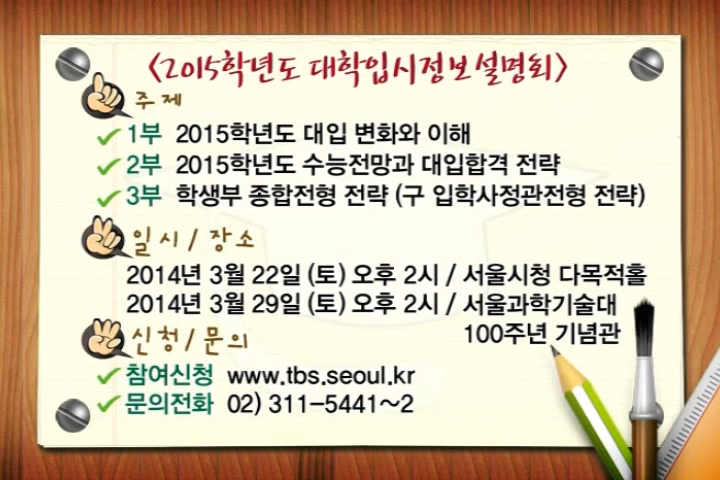 <2015학년도 대학입시정보설명회>
주제
1부 2015학년도 대입 변화와 이해
2부 2015학년도 수능전망과 대입합격 전략
3부 학생부 종합전형 전략 (구 입학사정관전형 전략)
일시/장소
2014년 3월 22일 (토) 오후 2시 / 서울시청 다목적홀
2014년 3월 29일 (토) 오후 2시 / 서울과학기술대
100주년 기념관
신청/문의
참여신청 www.tbs.seoul.kr
문의전화 02) 311-5441~2